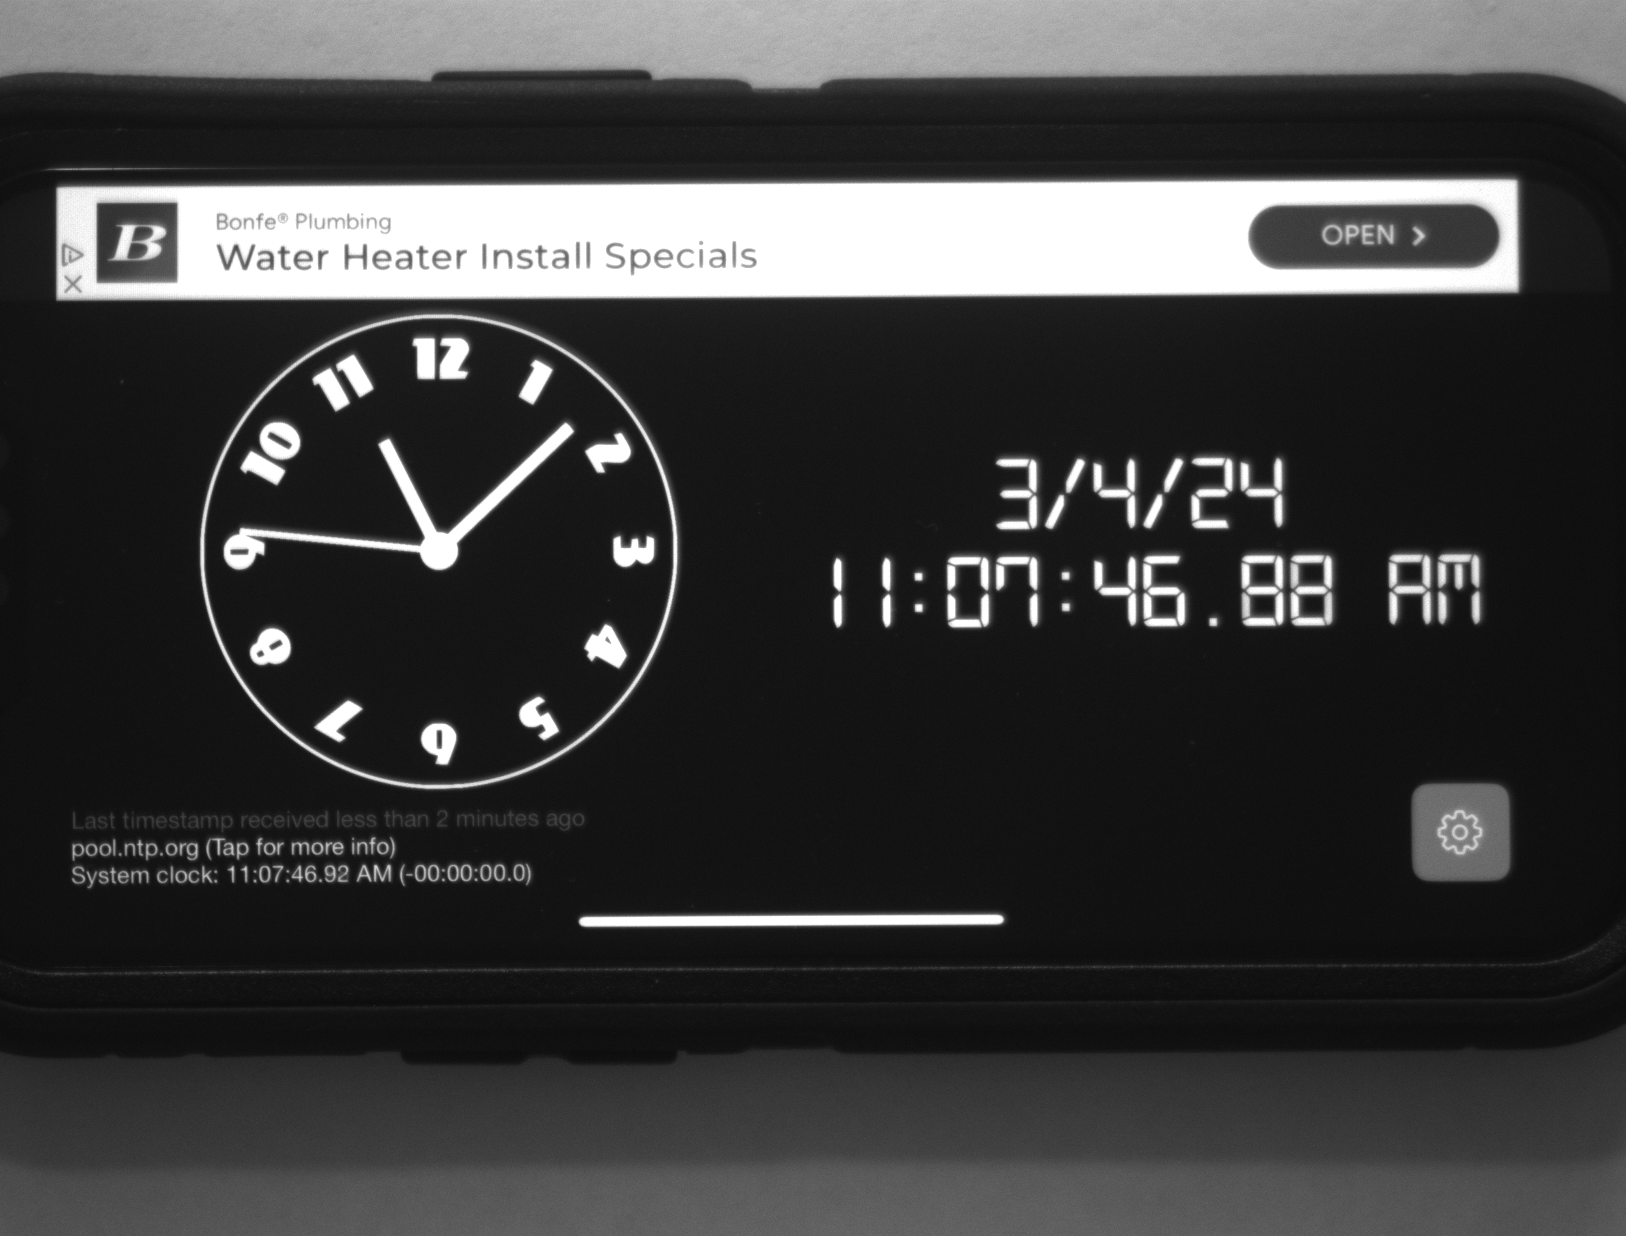 B
Bonfe® Plumbing
Water Heater Install Specials
OPEN >
12
1
2
3
4
5
6
7
8
9
10
11
3/4/24
11:07:46.88 AM
Last timestamp received less than 2 minutes ago
pool.ntp.org (Tap for more info)
System clock: 11:07:46.92 AM (-00:00:00.0)